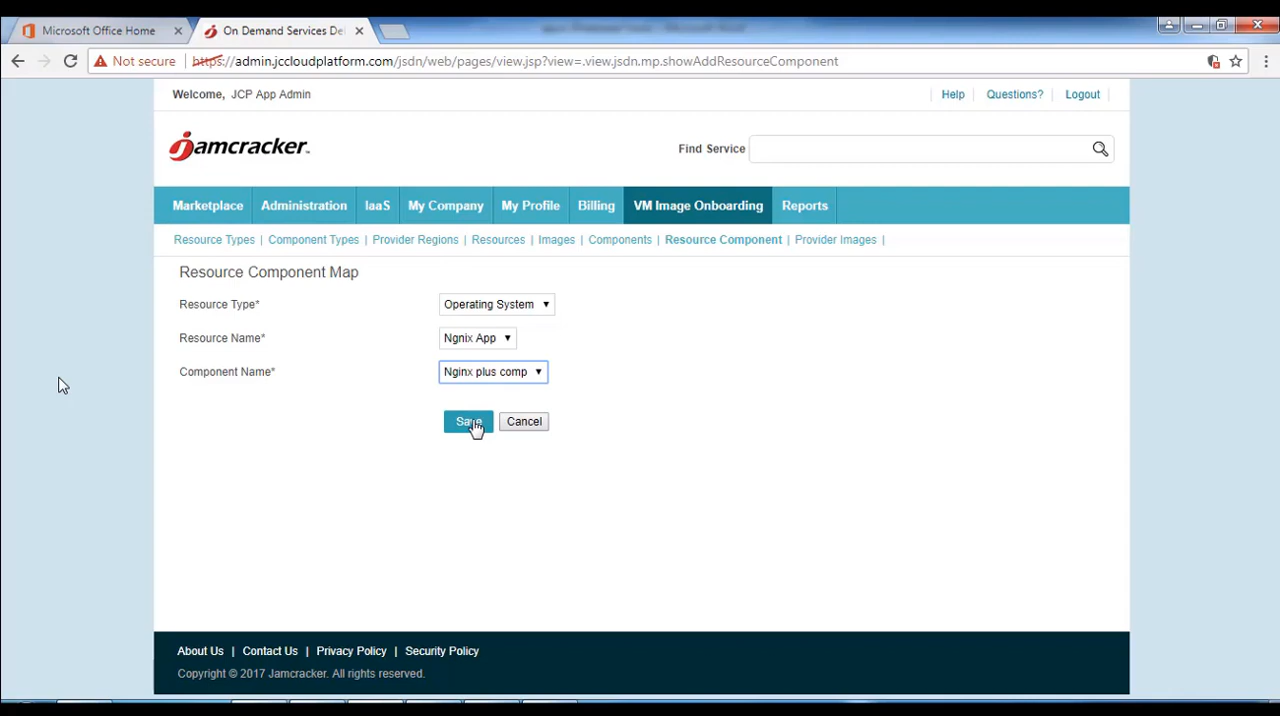 Microsoft Office Home
On Demand Services De
Not secure
https://admin.jccloudplatform.com/jsdn/web/pages/view.jsp?view=.view.jsdn.mp.showAddResourceComponent
Welcome, JCP App Admin
Help | Questions? | Logout |
jamcracker
Find Service
Marketplace Administration IaaS My Company My Profile Billing VM Image Onboarding Reports
Resource Types | Component Types | Provider Regions | Resources | Images | Components | Resource Component | Provider Images |
Resource Component Map
Resource Type* Operating System
Resource Name* Ngnix App
Component Name* Nginx plus comp
Save Cancel
About Us | Contact Us | Privacy Policy | Security Policy
Copyright © 2017 Jamcracker. All rights reserved.